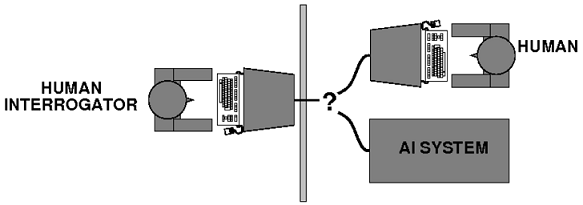 HUMAN
INTERROGATOR
?
HUMAN
AI SYSTEM